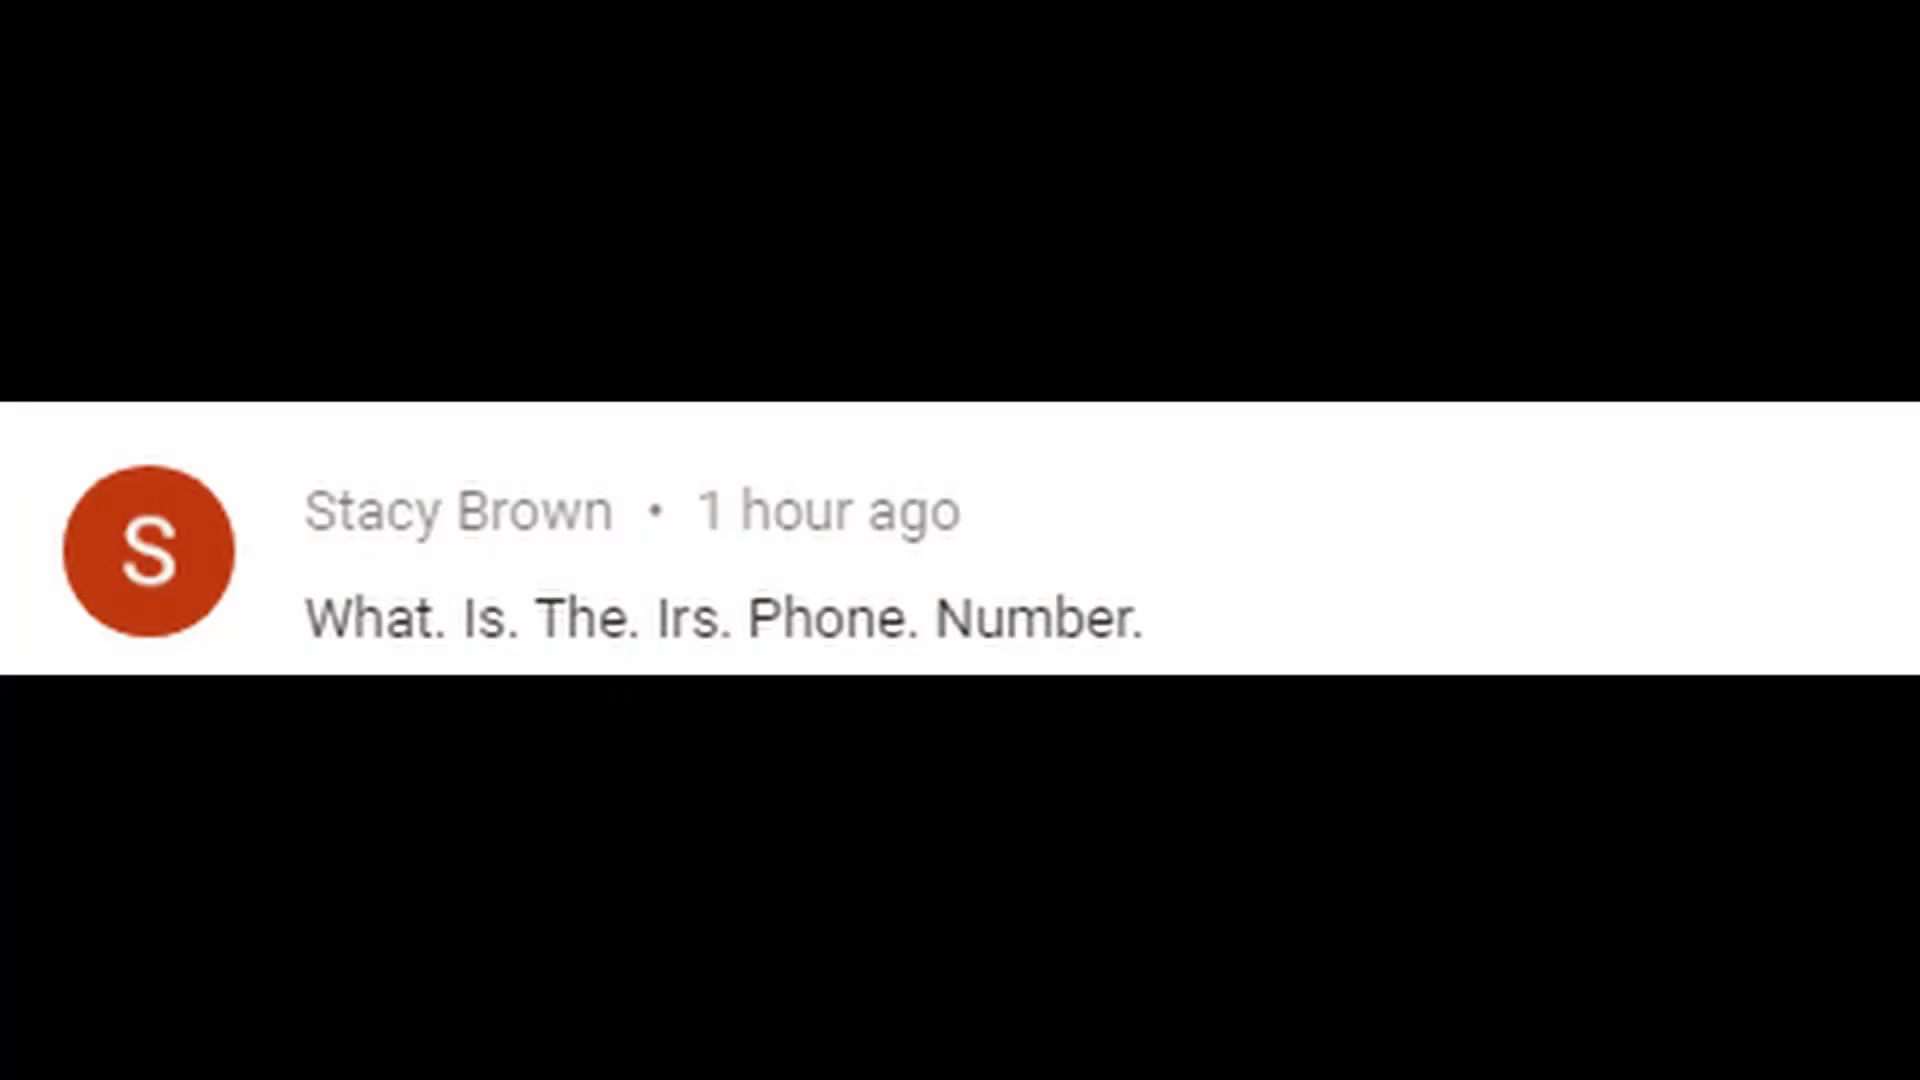 S
Stacy Brown • 1 hour ago
What. Is. The. Irs. Phone. Number.